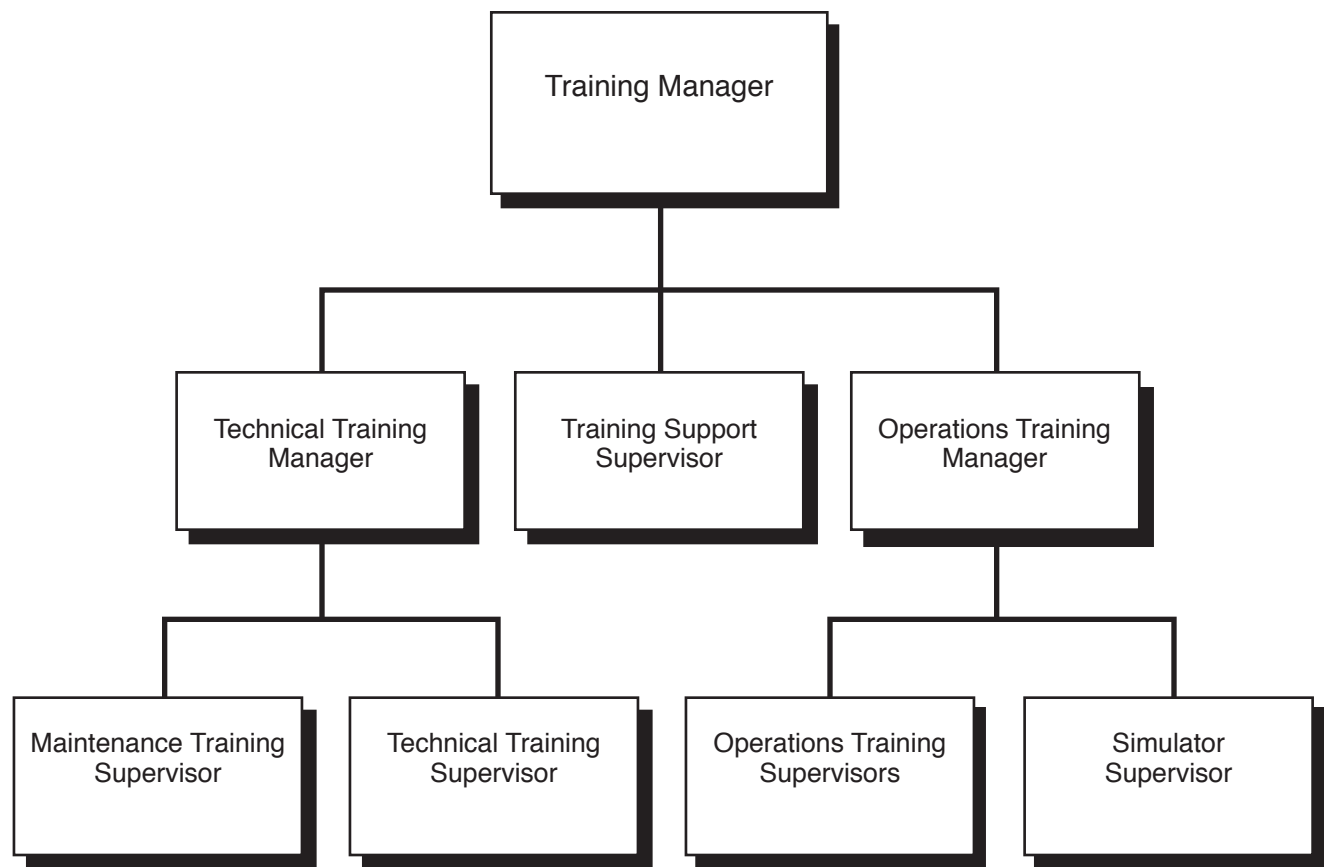 Training Manager
Technical Training
Manager
Training Support
Supervisor
Operations Training
Manager
Maintenance Training
Supervisor
Technical Training
Supervisor
Operations Training
Supervisors
Simulator
Supervisor